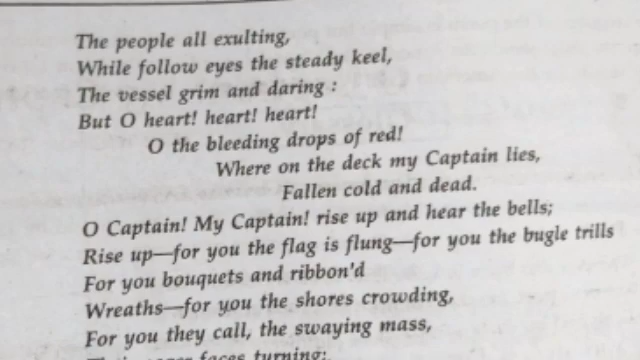 The people all exulting,
While follow eyes the steady keel,
The vessel grim and daring :
But O heart! heart! heart!
O the bleeding drops of red!
Where on the deck my Captain lies,
Fallen cold and dead.
O Captain! My Captain! rise up and hear the bells;
Rise up—for you the flag is flung—for you the bugle trills
For you bouquets and ribbon'd
Wreaths—for you the shores crowding,
For you they call, the swaying mass,
faces turning;